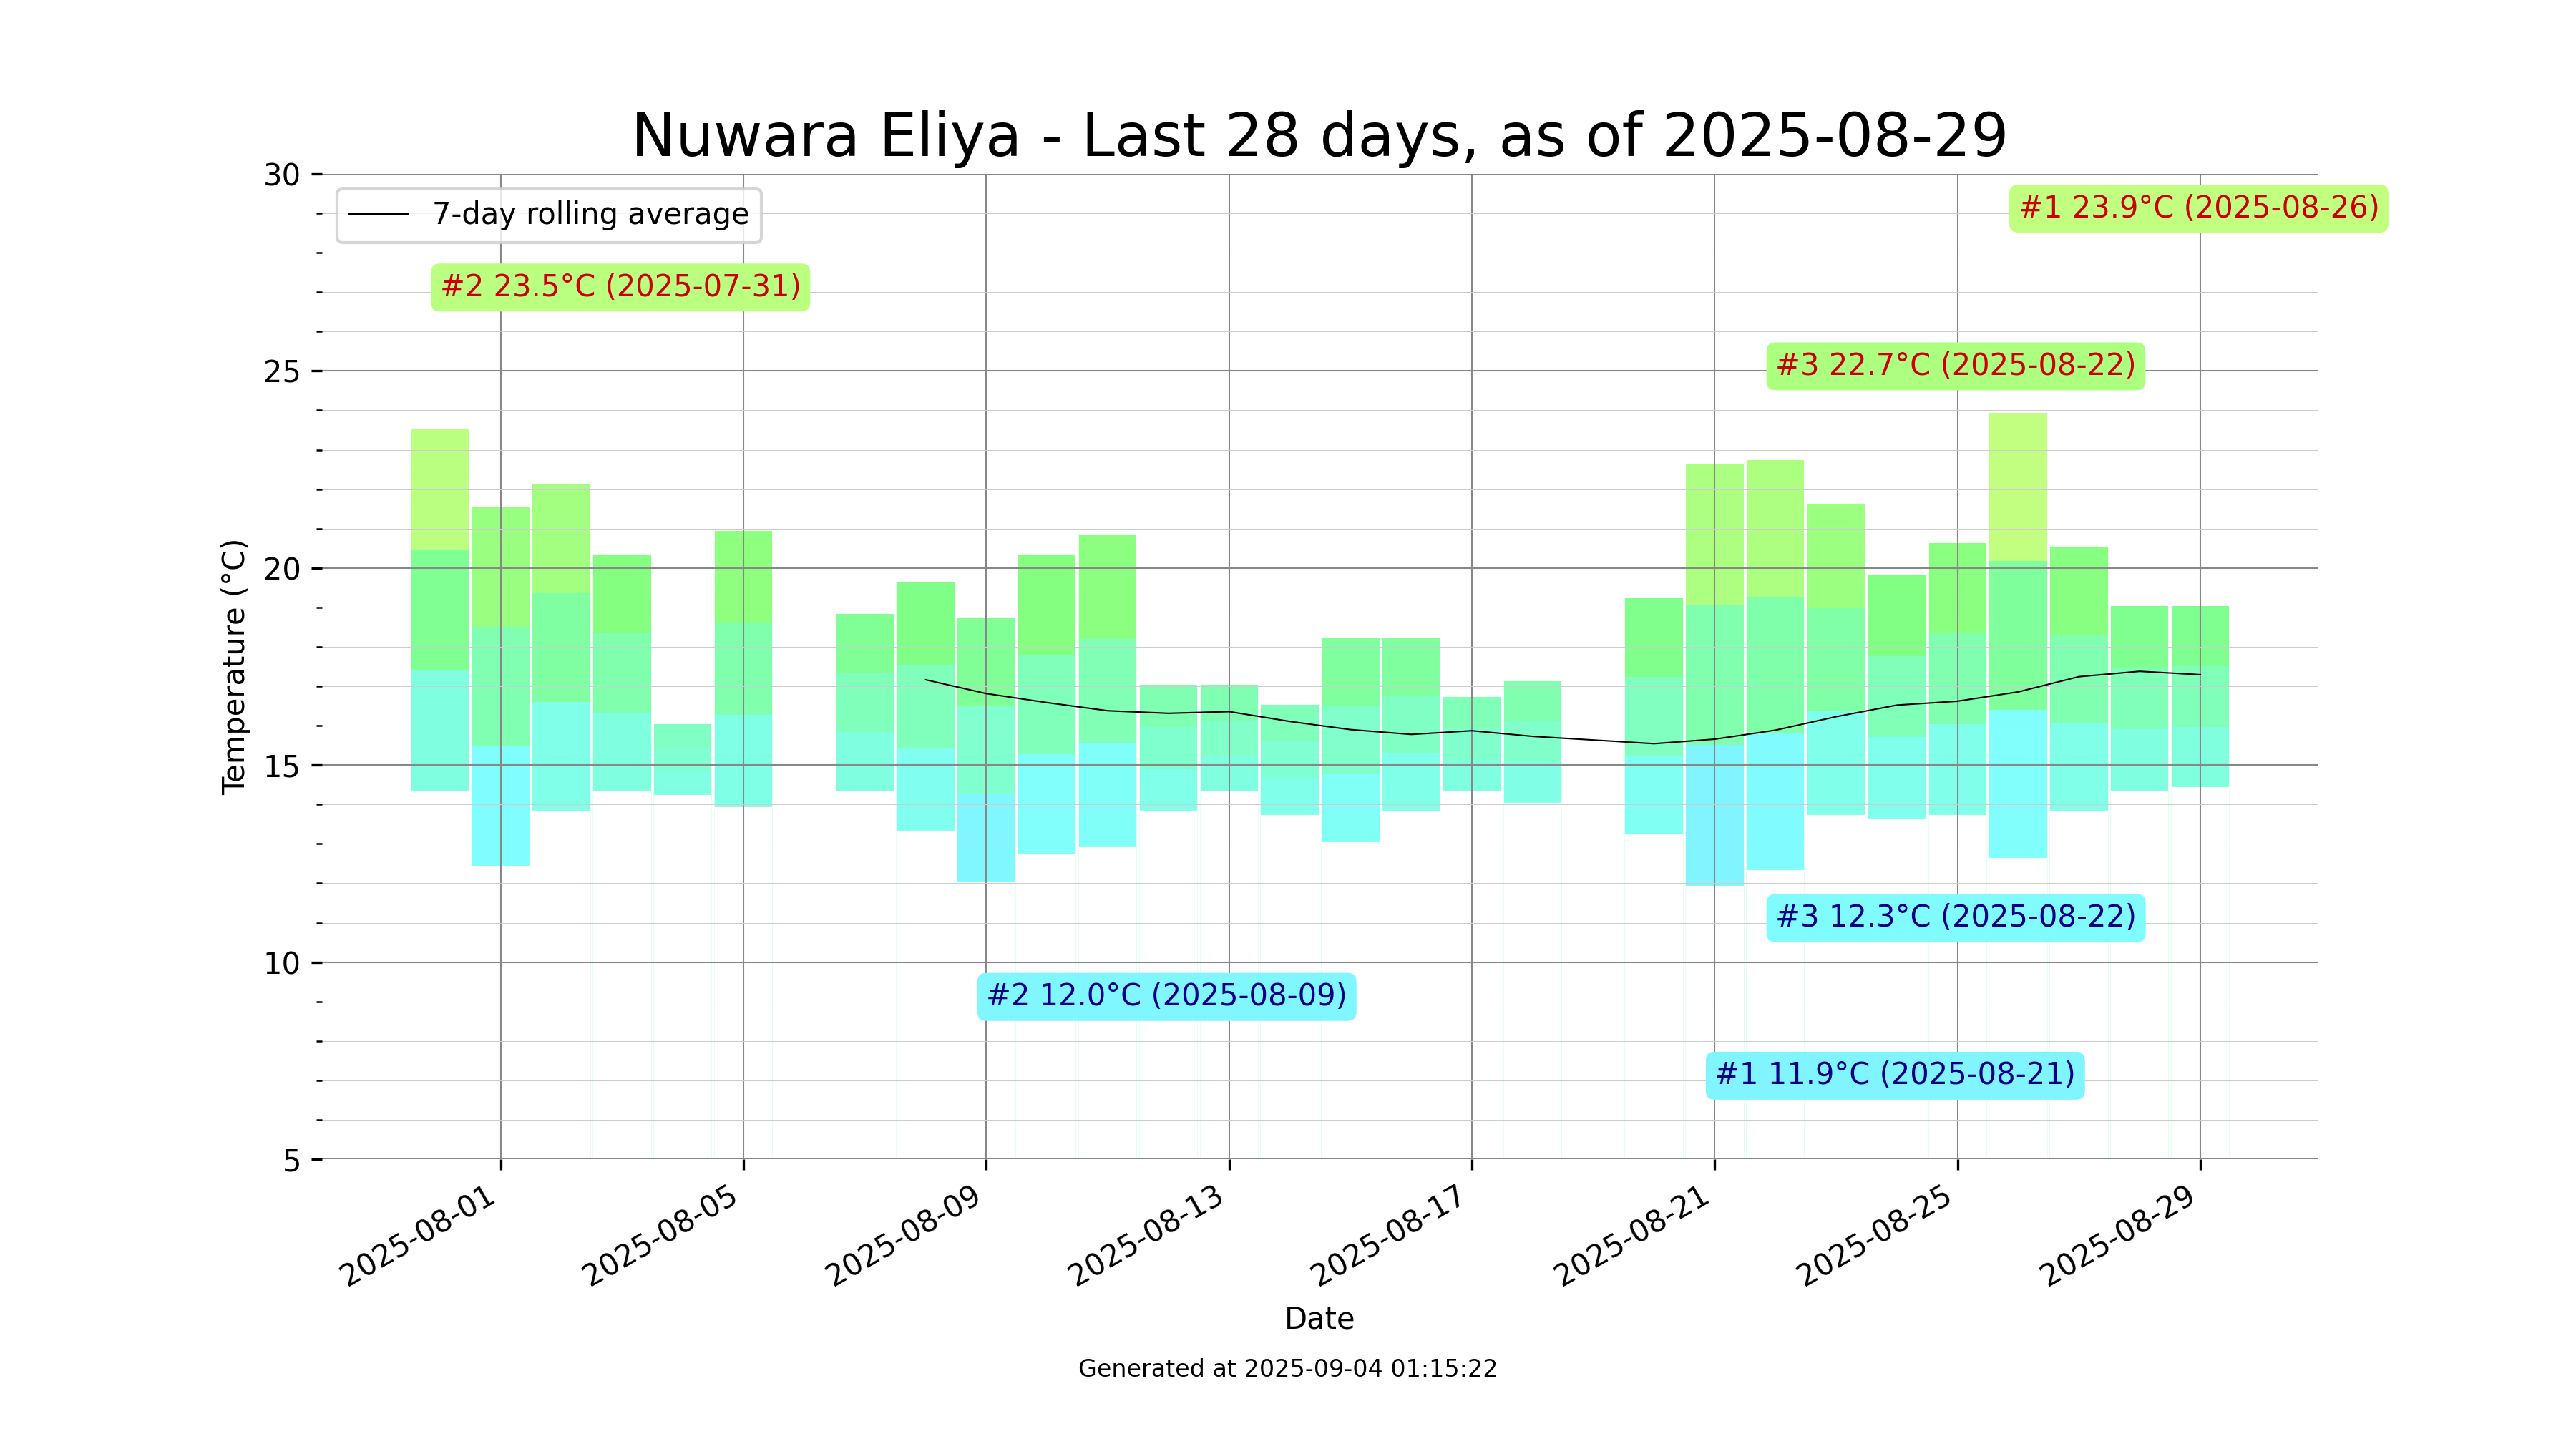 Nuwara Eliya - Last 28 days, as of 2025-08-29
30
7-day rolling average
#1 23.9°C (2025-08-26)
#2 23.5°C (2025-07-31)
#3 22.7°C (2025-08-22)
25
20
Temperature (°C)
15
#3 12.3°C (2025-08-22)
10
#2 12.0°C (2025-08-09)
#1 11.9°C (2025-08-21)
5
2025-08-01
2025-08-05
2025-08-09
2025-08-13
2025-08-17
2025-08-21
2025-08-25
2025-08-29
Date
Generated at 2025-09-04 01:15:22